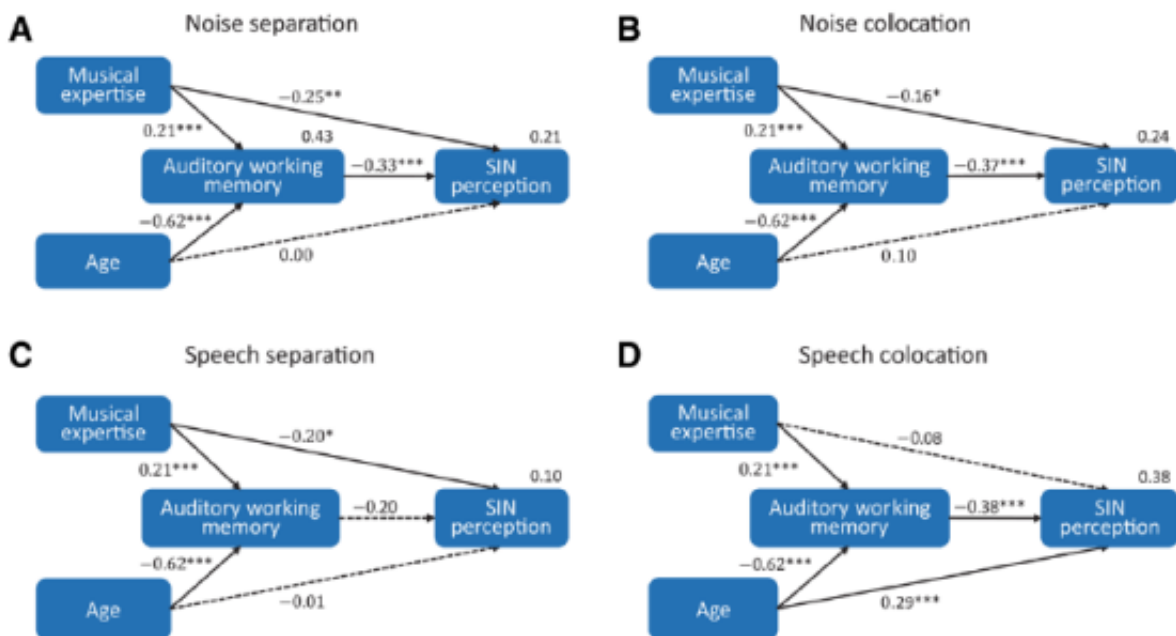 A
Noise separation
Musical
expertise
−0.25**
0.21***
0.43
0.21
Auditory working
memory
−0.33***
SIN
perception
−0.62***
Age
0.00
B
Noise colocation
Musical
expertise
−0.16*
0.21***
0.24
Auditory working
memory
−0.37***
SIN
perception
−0.62***
Age
0.10
C
Speech separation
Musical
expertise
−0.20*
0.21***
0.10
Auditory working
memory
−0.20
SIN
perception
−0.62***
Age
−0.01
D
Speech colocation
Musical
expertise
−0.08
0.21***
0.38
Auditory working
memory
−0.38***
SIN
perception
−0.62***
Age
0.29***